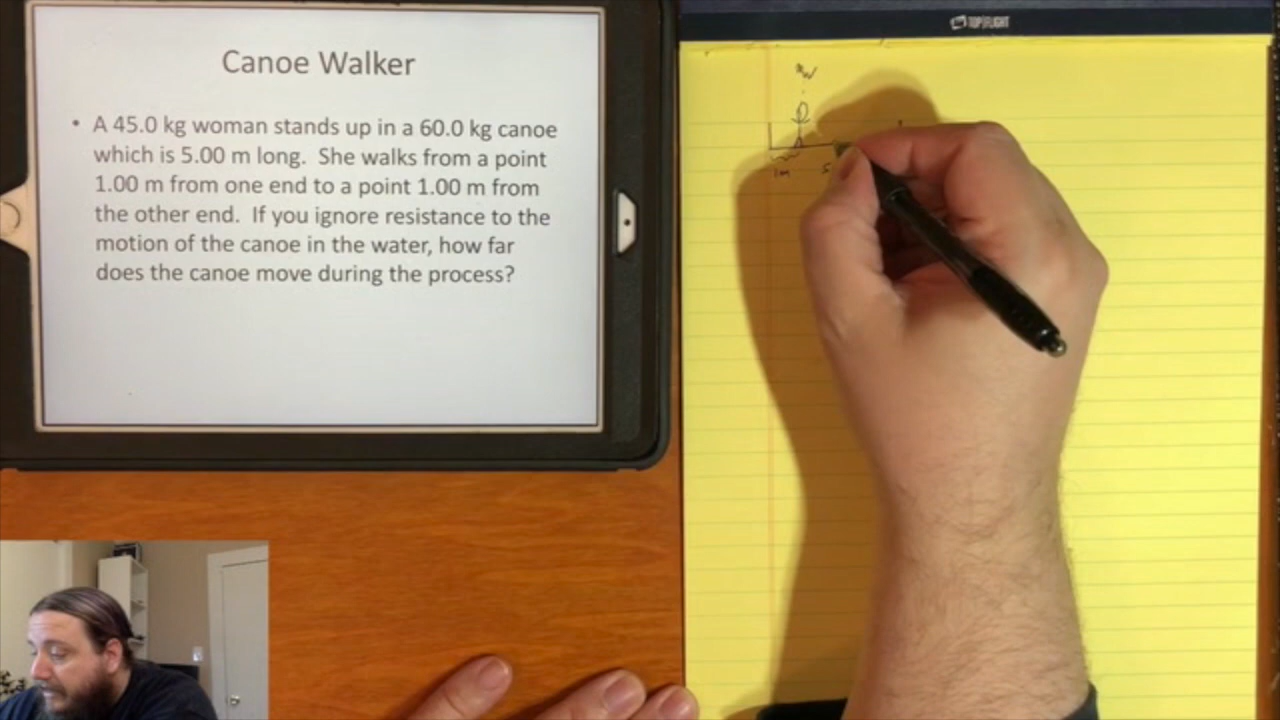 Canoe Walker
• A 45.0 kg woman stands up in a 60.0 kg canoe
which is 5.00 m long. She walks from a point
1.00 m from one end to a point 1.00 m from
the other end. If you ignore resistance to the
motion of the canoe in the water, how far
does the canoe move during the process?
TOP FLIGHT
1m
5